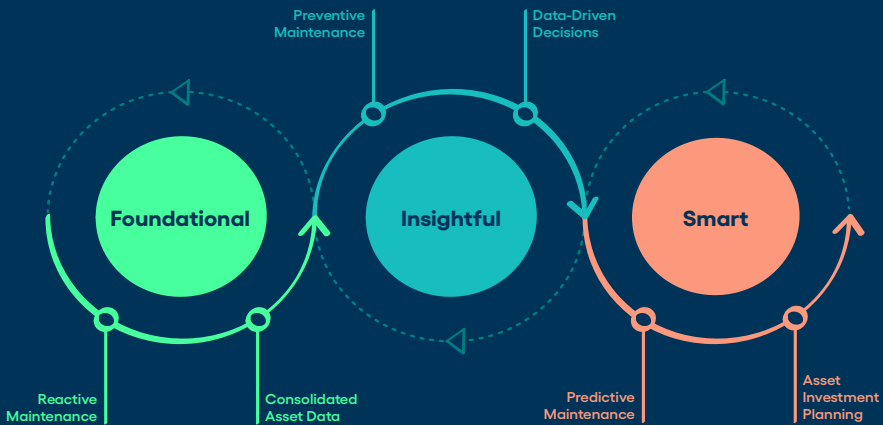 Preventive
Maintenance
Data-Driven
Decisions
Foundational
Insightful
Smart
Reactive
Maintenance
Consolidated
Asset Data
Predictive
Maintenance
Asset
Investment
Planning